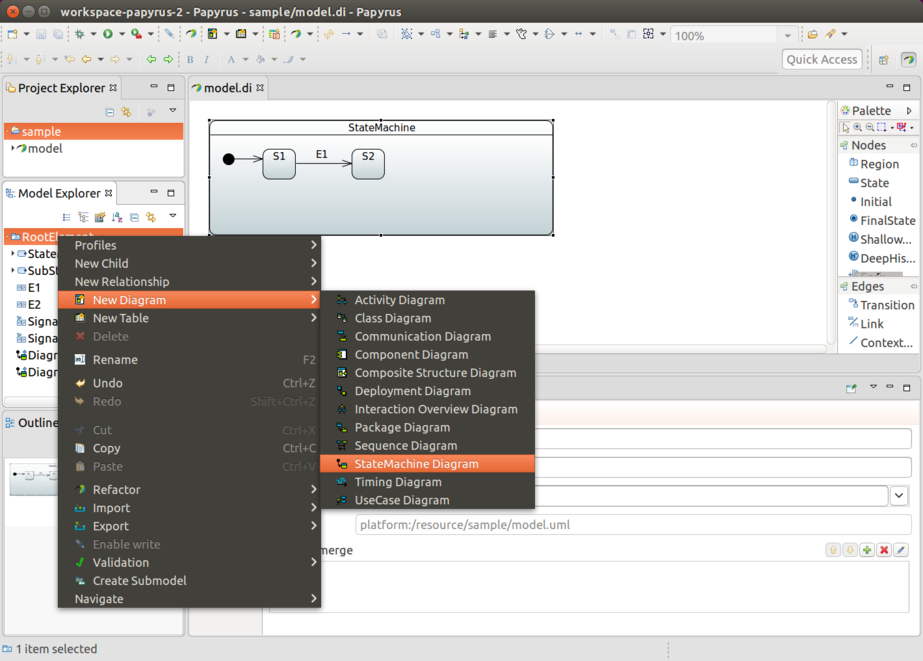 workspace-papyrus-2 - Papyrus - sample/model.di - Papyrus
100%
B I A
Quick Access
Project Explorer
sample
model
model.di
StateMachine
S1
E1
S2
Palette
Nodes
Region
State
Initial
FinalState
Shallow...
DeepHis...
Edges
Transition
Link
Contex...
Model Explorer
RootElement
State
SubSt
E1
E2
Signa
Signa
Diagr
Diagr
Outline
Profiles
New Child
New Relationship
New Diagram
New Table
Delete
Rename F2
Undo Ctrl+Z
Redo Shift+Ctrl+Z
Cut Ctrl+X
Copy Ctrl+C
Paste Ctrl+V
Refactor
Import
Export
Enable write
Validation
Create Submodel
Navigate
Activity Diagram
Class Diagram
Communication Diagram
Component Diagram
Composite Structure Diagram
Deployment Diagram
Interaction Overview Diagram
Package Diagram
Sequence Diagram
StateMachine Diagram
Timing Diagram
UseCase Diagram
platform:/resource/sample/model.uml
merge
1 item selected